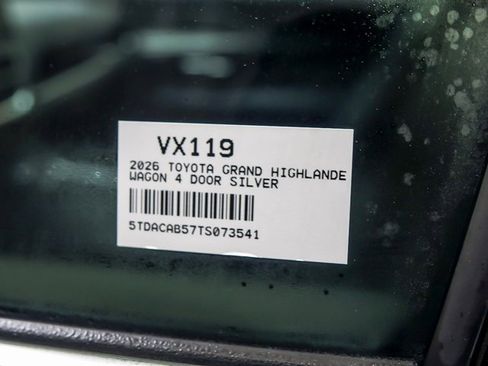 VX119
2026 TOYOTA GRAND HIGHLANDE
WAGON 4 DOOR SILVER
5TDACAB57TS073541